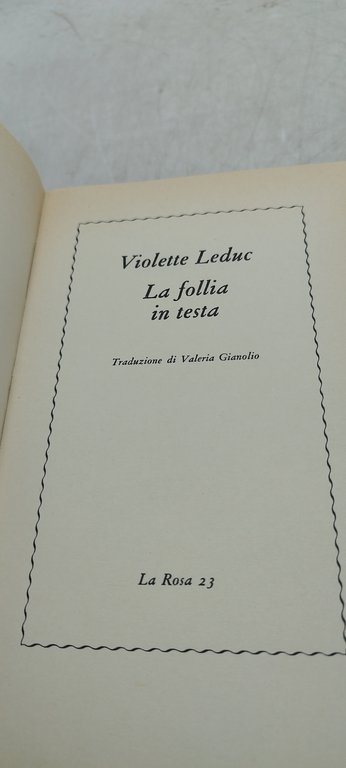 Violette Leduc
La follia
in testa
Traduzione di Valeria Gianolio
La Rosa 23